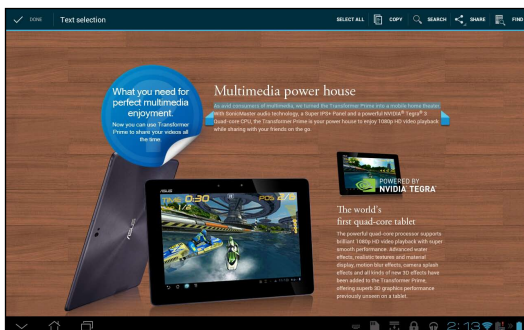 DONE
Text selection
SELECT ALL
COPY
SEARCH
SHARE
FIND
What you need for
perfect multimedia
enjoyment.
Now you can use Transformer
Prime to share your videos all
the time.
Multimedia power house
As avid consumers of multimedia, we turned the Transformer Prime into a mobile home theater.
With SonicMaster audio technology, a Super IPS+ Panel and a powerful NVIDIA® Tegra® 3
Quad-core CPU, the Transformer Prime is your power house to enjoy 1080p HD video playback
while sharing with your friends on the go.
ASUS
ASUS
TIME 0:30
POS 2/6
POWERED BY
NVIDIA TEGRA
The world's
first quad-core tablet
The powerful quad-core processor supports
brilliant 1080p HD video playback with super
smooth performance. Advanced water
effects, realistic textures and material
display, motion blur effects, camera splash
effects and all kinds of new 3D effects have
been added to the Transformer Prime,
offering superb 3D graphics performance
previously unseen on a tablet.
2:13